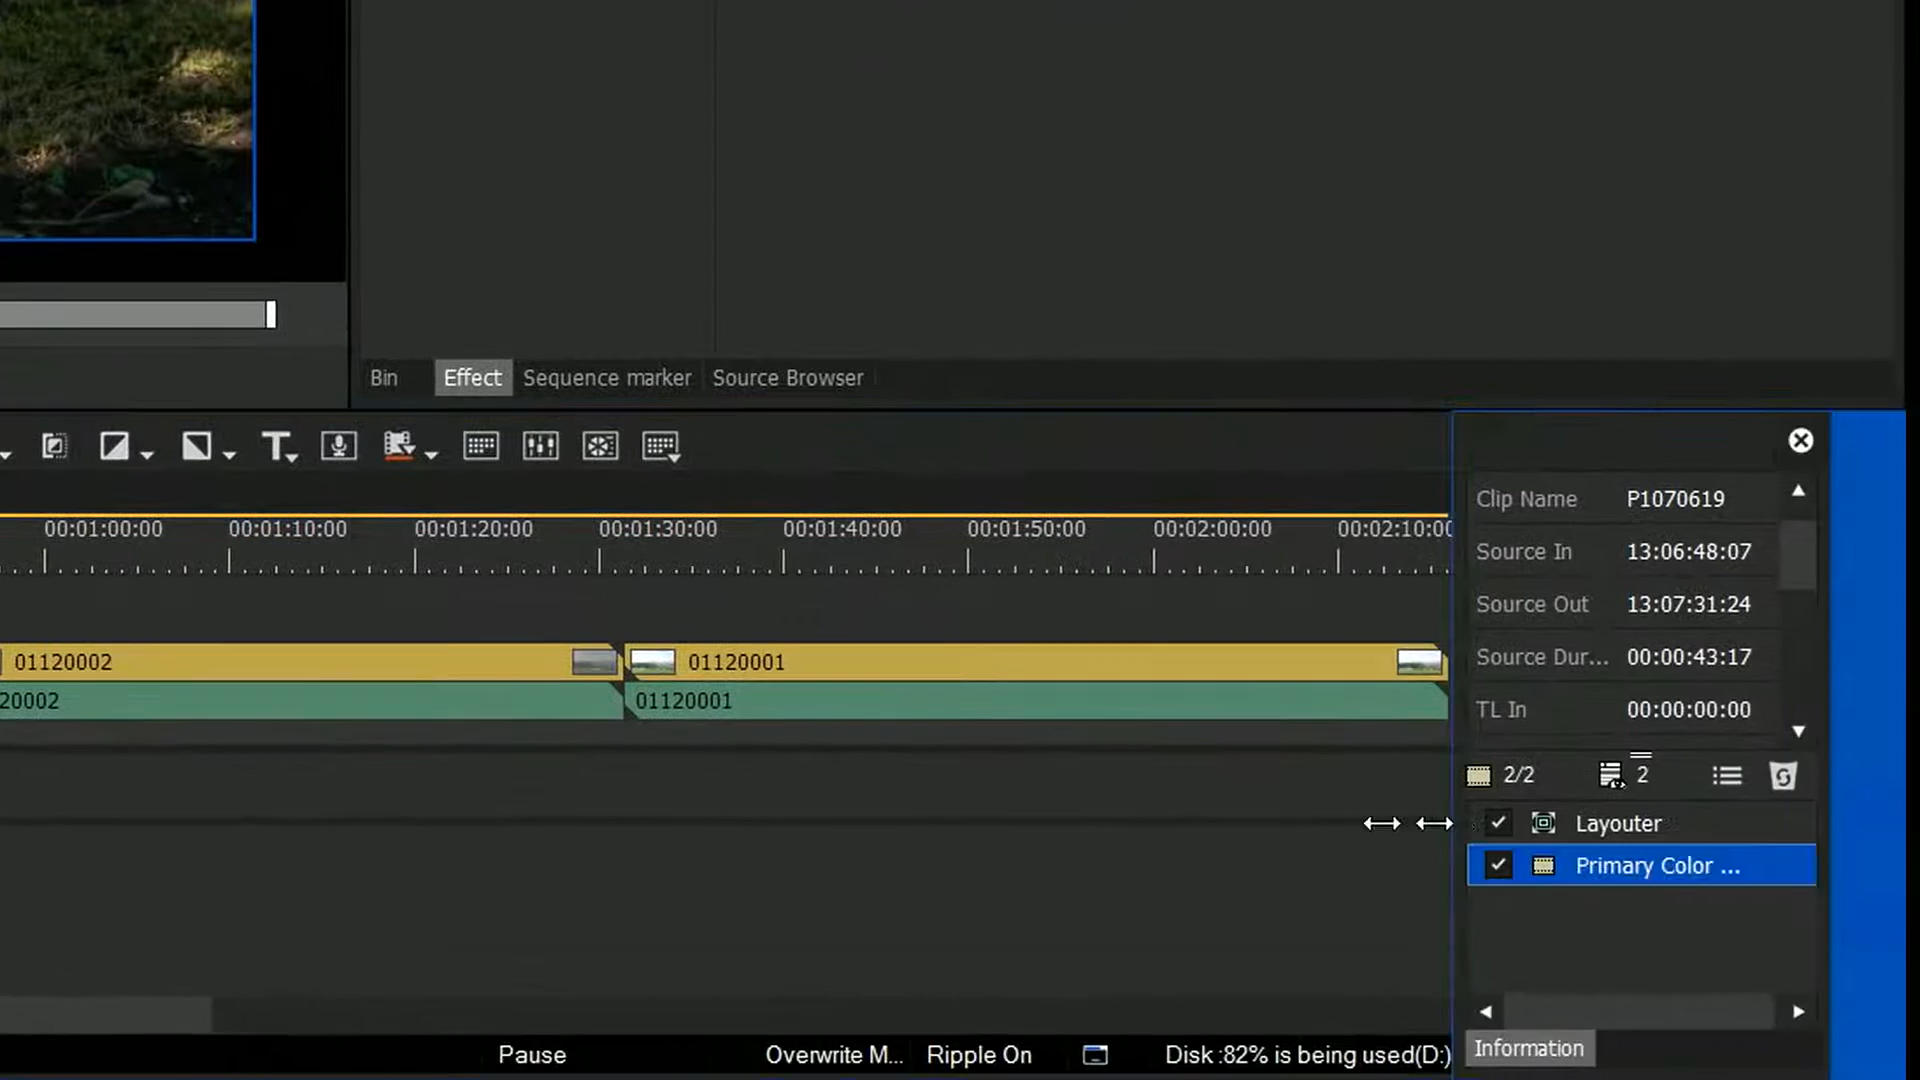 Bin Effect Sequence marker Source Browser
00:01:00:00 00:01:10:00 00:01:20:00 00:01:30:00 00:01:40:00 00:01:50:00 00:02:00:00 00:02:10:00
01120002 01120001
20002 01120001
Clip Name P1070619
Source In 13:06:48:07
Source Out 13:07:31:24
Source Dur... 00:00:43:17
TL In 00:00:00:00
2/2 2
Layouter
Primary Color ...
Information
Pause Overwrite M... Ripple On Disk :82% is being used(D:)